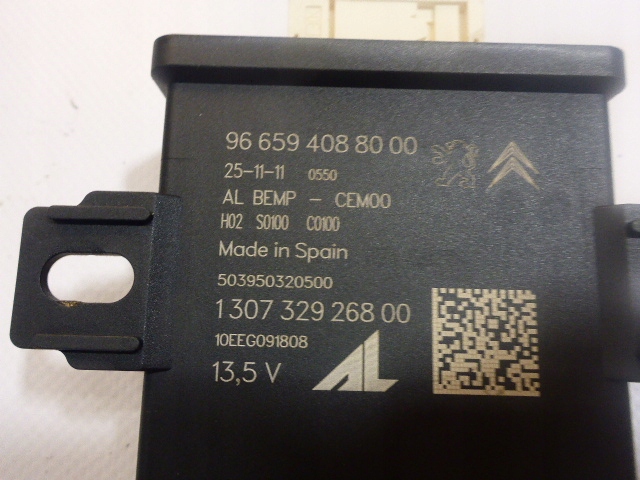 96 659 408 80 00
25-11-11 0550
AL BEMP - CEM00
H02 S0100 C0100
Made in Spain
503950320500
1 307 329 268 00
10EEG091808
13,5 V AL